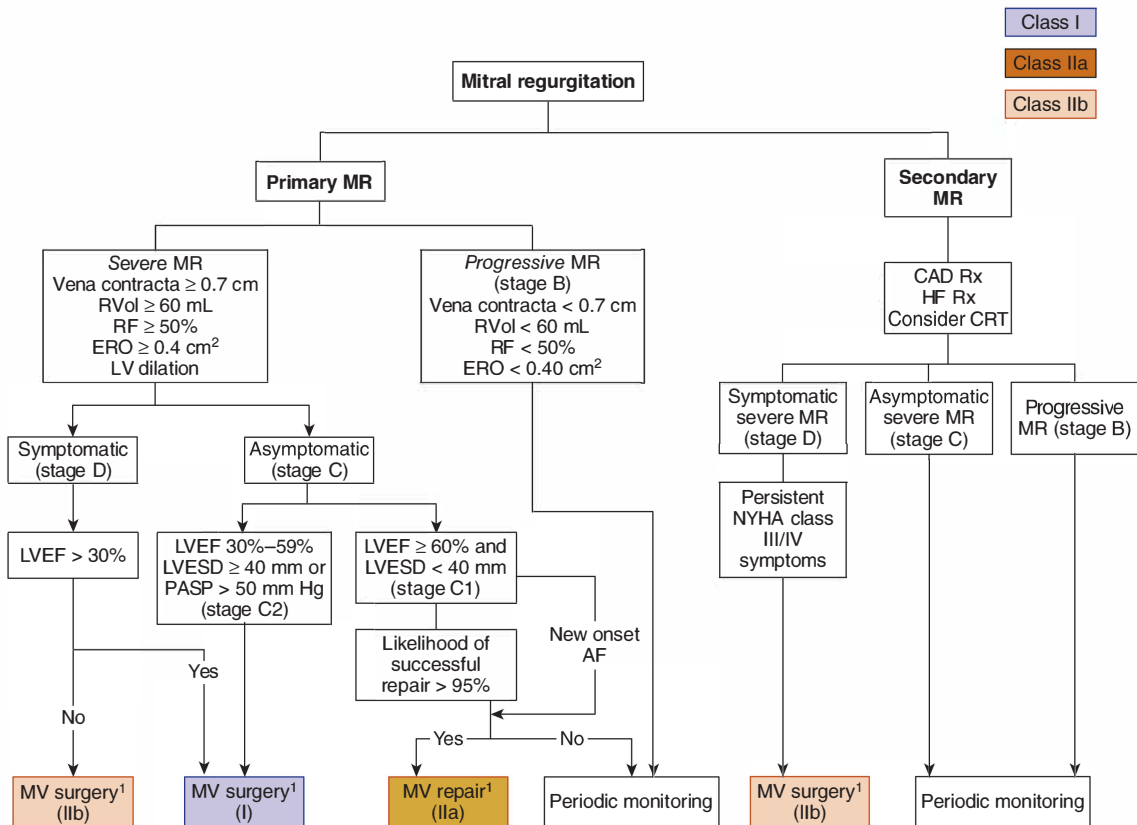 Class I
Class IIa
Class IIb
Mitral regurgitation
Primary MR
Secondary
MR
Severe MR
Vena contracta ≥ 0.7 cm
RVol ≥ 60 mL
RF ≥ 50%
ERO ≥ 0.4 cm²
LV dilation
Progressive MR
(stage B)
Vena contracta < 0.7 cm
RVol < 60 mL
RF < 50%
ERO < 0.40 cm²
CAD Rx
HF Rx
Consider CRT
Symptomatic
(stage D)
Asymptomatic
(stage C)
Symptomatic
severe MR
(stage D)
Asymptomatic
severe MR
(stage C)
Progressive
MR (stage B)
LVEF > 30%
LVEF 30%–59%
LVESD ≥ 40 mm or
PASP > 50 mm Hg
(stage C2)
LVEF ≥ 60% and
LVESD < 40 mm
(stage C1)
Persistent
NYHA class
III/IV
symptoms
Likelihood of
successful
repair > 95%
New onset
AF
Yes
No
Yes
No
MV surgery¹
(IIb)
MV surgery¹
(I)
MV repair¹
(IIa)
Periodic monitoring
MV surgery¹
(IIb)
Periodic monitoring